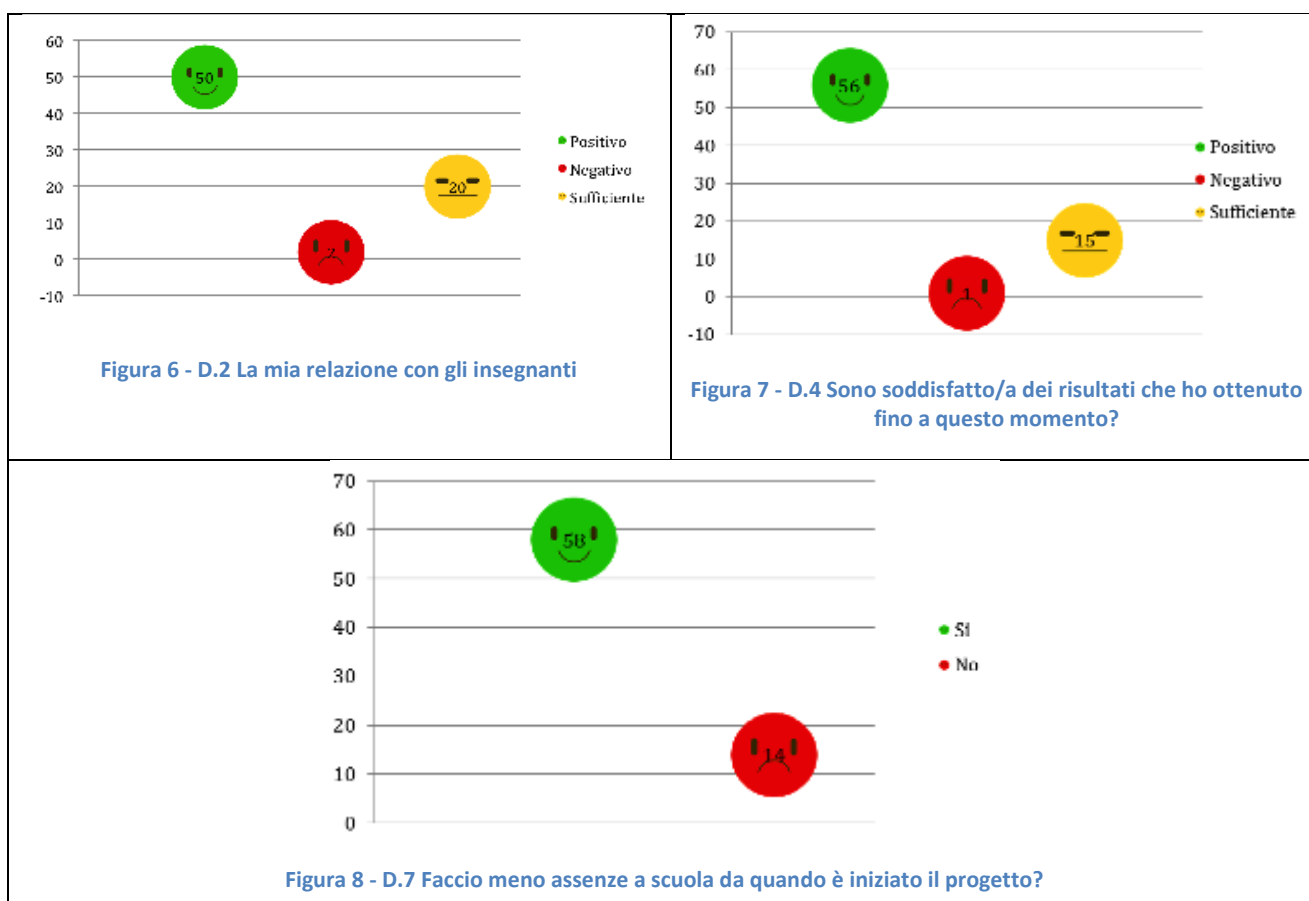 60
50
40
30
20
10
0
-10
50
2
20
Positivo
Negativo
Sufficiente
Figura 6 - D.2 La mia relazione con gli insegnanti
70
60
50
40
30
20
10
0
-10
56
1
15
Positivo
Negativo
Sufficiente
Figura 7 - D.4 Sono soddisfatto/a dei risultati che ho ottenuto
fino a questo momento?
70
60
50
40
30
20
10
0
58
14
Si
No
Figura 8 - D.7 Faccio meno assenze a scuola da quando è iniziato il progetto?